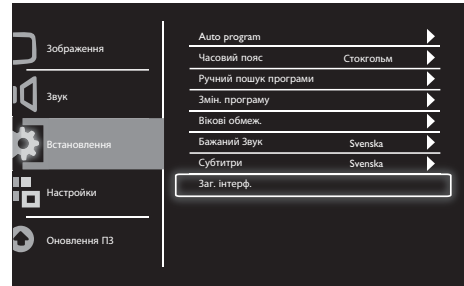 Зображення
Звук
Встановлення
Настройки
Оновлення ПЗ
Auto program
Часовий пояс Стокгольм
Ручний пошук програми
Змін. програму
Вікові обмеж.
Бажаний Звук Svenska
Субтитри Svenska
Заг. інтерф.